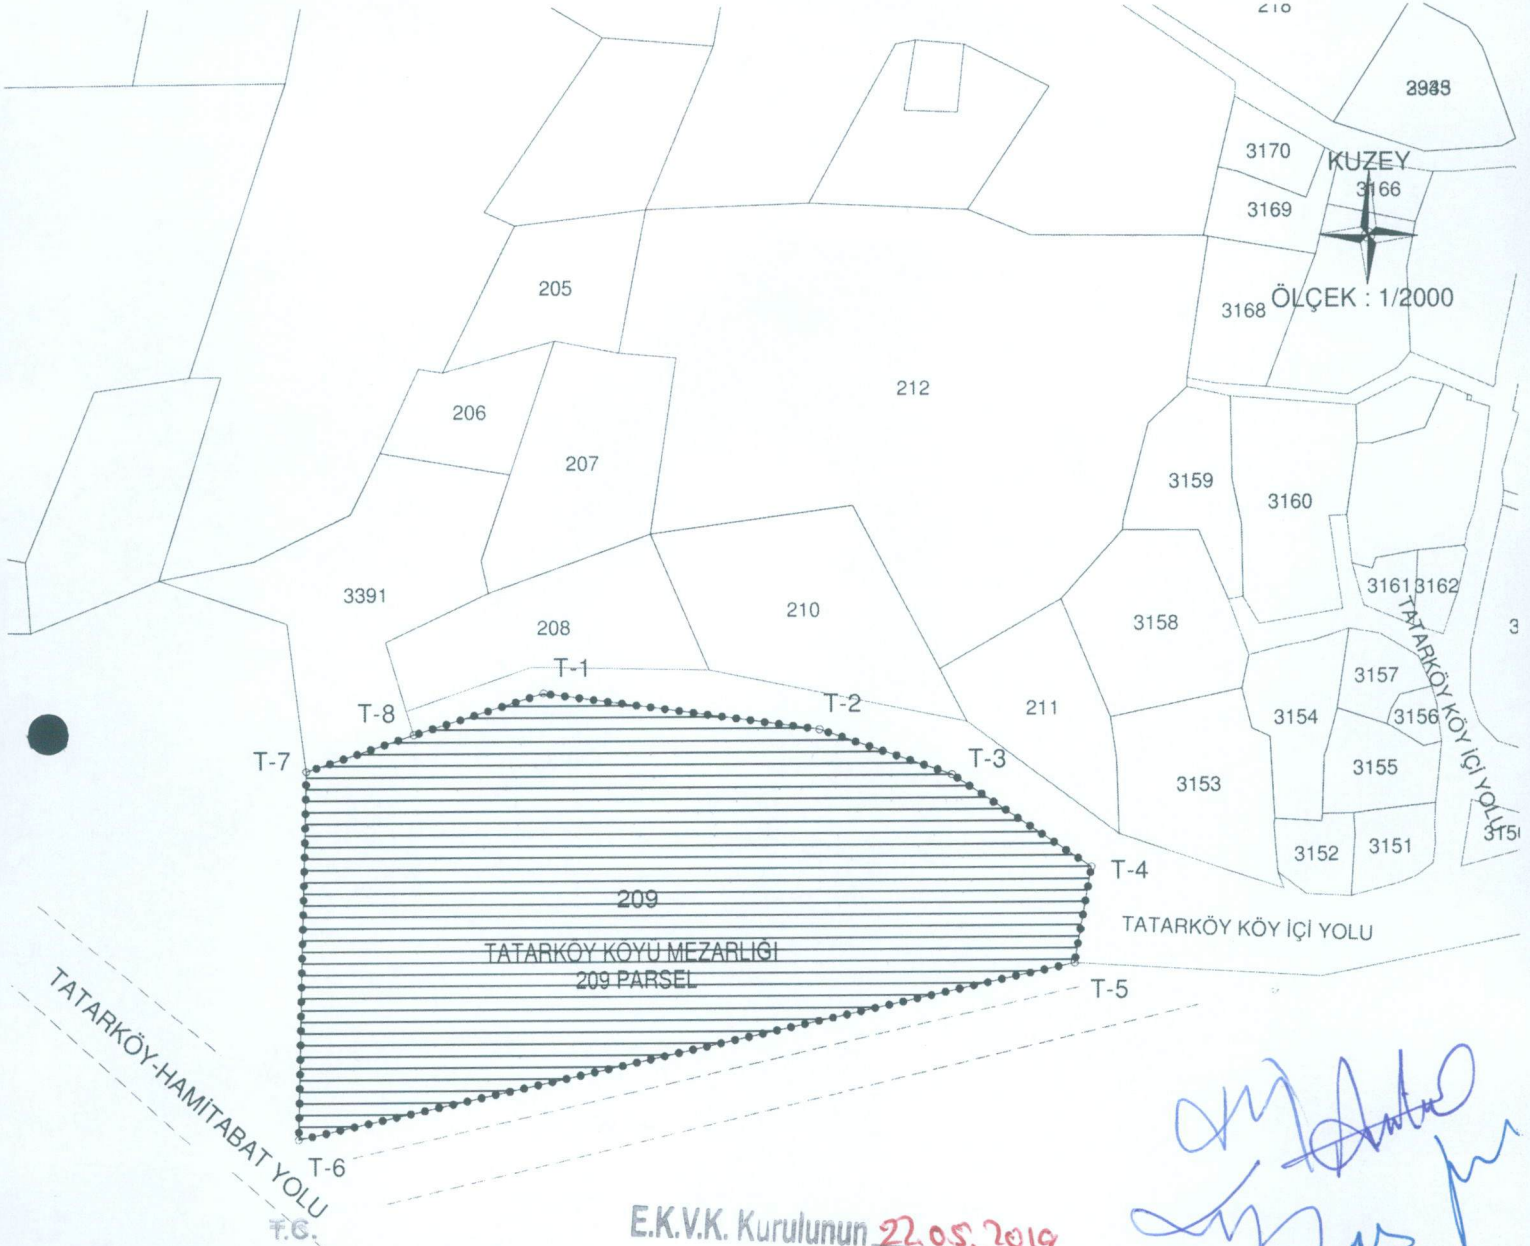 218
3170
KUZEY
3166
3169
205
3168
ÖLÇEK : 1/2000
212
206
207
3159
3160
3391
3161
3162
208
210
3158
TATARKÖY KÖY İÇİ YOLU
T-1
T-8
T-2
211
3157
3154
3156
T-7
T-3
3153
3155
T-4
3152
3151
209
TATARKÖY KÖYÜ MEZARLIĞI
209 PARSEL
TATARKÖY KÖY İÇİ YOLU
T-5
TATARKÖY-HAMİTABAT YOLU
T-6
T.C.
E.K.V.K. Kurulunun 22.05.2019